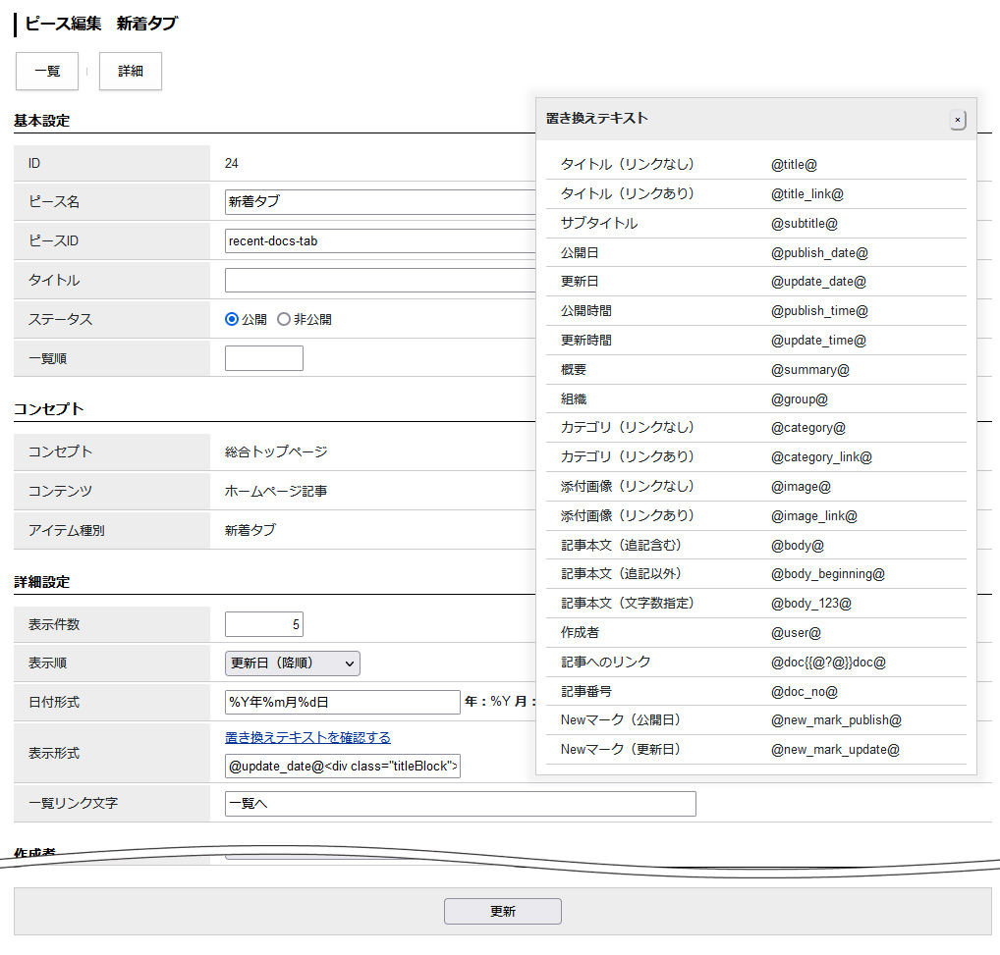 ピース編集　新着タブ
一覧
詳細
基本設定
ID 24
ピース名 新着タブ
ピースID recent-docs-tab
タイトル
ステータス 公開 非公開
一覧順
コンセプト
コンセプト 総合トップページ
コンテンツ ホームページ記事
アイテム種別 新着タブ
詳細設定
表示件数 5
表示順 更新日（降順）
日付形式 %Y年%m月%d日 年：%Y 月：
表示形式 置き換えテキストを確認する
@update_date@<div class="titleBlock">
一覧リンク文字 一覧へ
作成者
更新
置き換えテキスト ×
タイトル（リンクなし） @title@
タイトル（リンクあり） @title_link@
サブタイトル @subtitle@
公開日 @publish_date@
更新日 @update_date@
公開時間 @publish_time@
更新時間 @update_time@
概要 @summary@
組織 @group@
カテゴリ（リンクなし） @category@
カテゴリ（リンクあり） @category_link@
添付画像（リンクなし） @image@
添付画像（リンクあり） @image_link@
記事本文（追記含む） @body@
記事本文（追記以外） @body_beginning@
記事本文（文字数指定） @body_123@
作成者 @user@
記事へのリンク @doc{{@?@}}doc@
記事番号 @doc_no@
Newマーク（公開日） @new_mark_publish@
Newマーク（更新日） @new_mark_update@